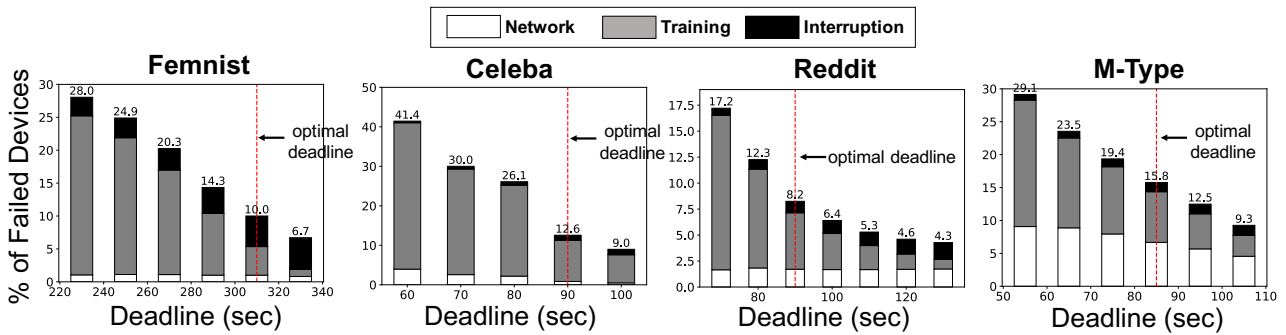 Network Training Interruption
Femnist
Celeba
Reddit
M-Type
% of Failed Devices
30
25
20
15
10
5
0
28.0
24.9
20.3
14.3
10.0
6.7
optimal
deadline
220 240 260 280 300 320 340
Deadline (sec)
50
40
30
20
10
0
41.4
30.0
26.1
12.6
9.0
optimal
deadline
60 70 80 90 100
Deadline (sec)
17.5
15.0
12.5
10.0
7.5
5.0
2.5
0.0
17.2
12.3
8.2
6.4
5.3
4.6
4.3
optimal deadline
80 100 120
Deadline (sec)
30
25
20
15
10
5
0
29.1
23.5
19.4
15.8
12.5
9.3
optimal
deadline
50 60 70 80 90 100 110
Deadline (sec)